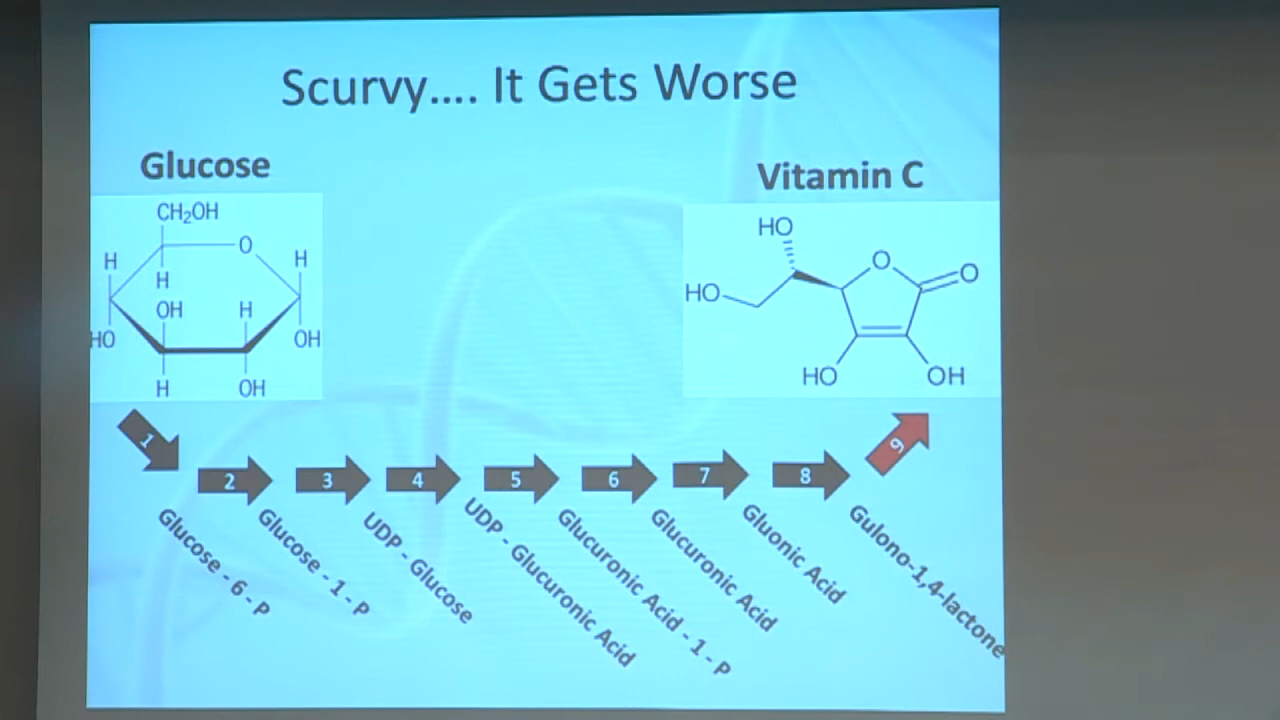 Scurvy.... It Gets Worse
Glucose
Vitamin C
CH₂OH
O
H
H
H
OH
H
HO
OH
H
OH
HO
O
O
HO
HO
OH
1
2
3
4
5
6
7
8
9
Glucose - 6 - P
Glucose - 1 - P
UDP - Glucose
UDP - Glucuronic Acid
Glucuronic Acid - 1 - P
Glucuronic Acid
Gluonic Acid
Gulono-1,4-lactone